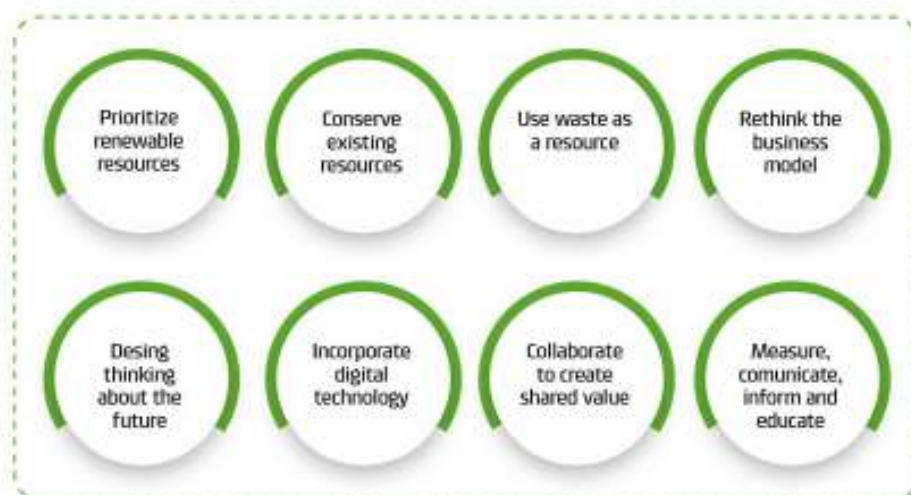 Prioritize
renewable
resources
Conserve
existing
resources
Use waste as
a resource
Rethink the
business
model
Desing
thinking
about the
future
Incorporate
digital
technology
Collaborate
to create
shared value
Measure,
comunicate,
inform and
educate